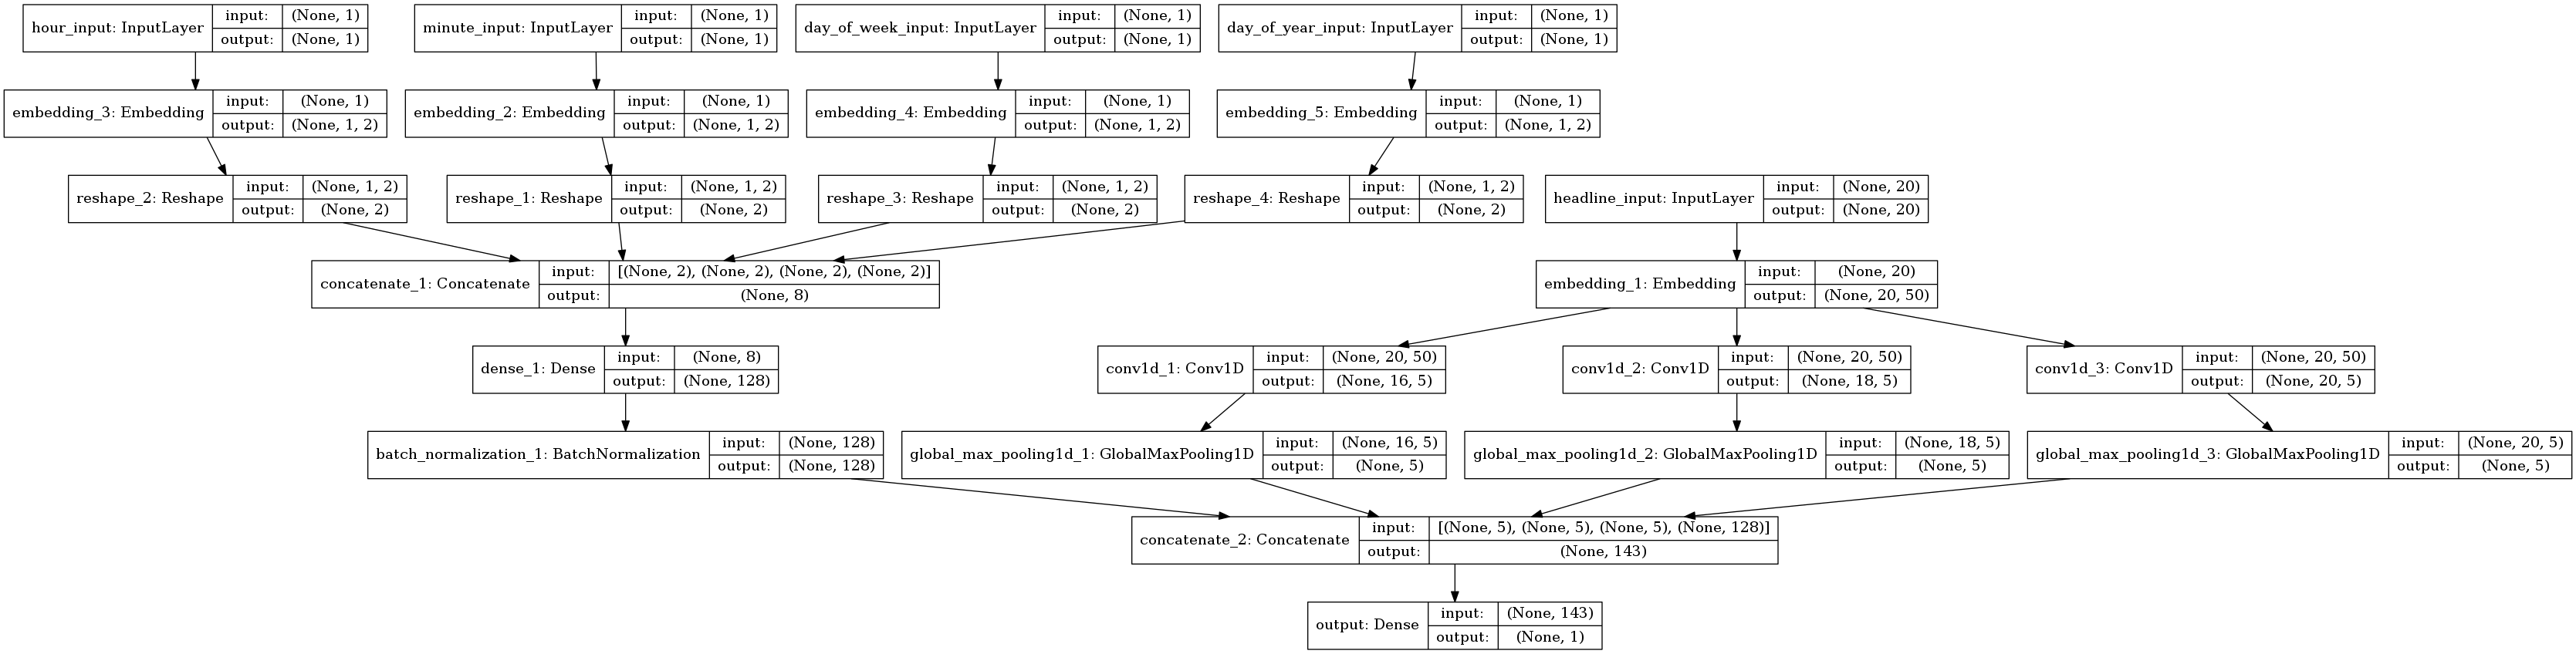 hour_input: InputLayer input: (None, 1) output: (None, 1)
minute_input: InputLayer input: (None, 1) output: (None, 1)
day_of_week_input: InputLayer input: (None, 1) output: (None, 1)
day_of_year_input: InputLayer input: (None, 1) output: (None, 1)
embedding_3: Embedding input: (None, 1) output: (None, 1, 2)
embedding_2: Embedding input: (None, 1) output: (None, 1, 2)
embedding_4: Embedding input: (None, 1) output: (None, 1, 2)
embedding_5: Embedding input: (None, 1) output: (None, 1, 2)
reshape_2: Reshape input: (None, 1, 2) output: (None, 2)
reshape_1: Reshape input: (None, 1, 2) output: (None, 2)
reshape_3: Reshape input: (None, 1, 2) output: (None, 2)
reshape_4: Reshape input: (None, 1, 2) output: (None, 2)
headline_input: InputLayer input: (None, 20) output: (None, 20)
concatenate_1: Concatenate input: [(None, 2), (None, 2), (None, 2), (None, 2)] output: (None, 8)
embedding_1: Embedding input: (None, 20) output: (None, 20, 50)
dense_1: Dense input: (None, 8) output: (None, 128)
conv1d_1: Conv1D input: (None, 20, 50) output: (None, 16, 5)
conv1d_2: Conv1D input: (None, 20, 50) output: (None, 18, 5)
conv1d_3: Conv1D input: (None, 20, 50) output: (None, 20, 5)
batch_normalization_1: BatchNormalization input: (None, 128) output: (None, 128)
global_max_pooling1d_1: GlobalMaxPooling1D input: (None, 16, 5) output: (None, 5)
global_max_pooling1d_2: GlobalMaxPooling1D input: (None, 18, 5) output: (None, 5)
global_max_pooling1d_3: GlobalMaxPooling1D input: (None, 20, 5) output: (None, 5)
concatenate_2: Concatenate input: [(None, 5), (None, 5), (None, 5), (None, 128)] output: (None, 143)
output: Dense input: (None, 143) output: (None, 1)